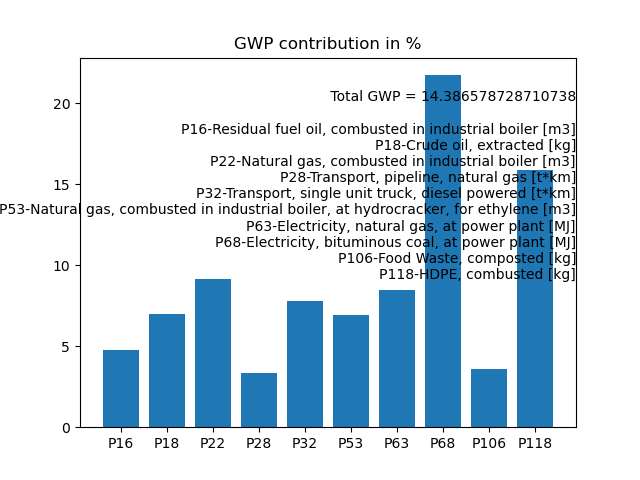 GWP contribution in %
20
15
10
5
0
Total GWP = 14.386578728710738
P16-Residual fuel oil, combusted in industrial boiler [m3]
P18-Crude oil, extracted [kg]
P22-Natural gas, combusted in industrial boiler [m3]
P28-Transport, pipeline, natural gas [t*km]
P32-Transport, single unit truck, diesel powered [t*km]
P53-Natural gas, combusted in industrial boiler, at hydrocracker, for ethylene [m3]
P63-Electricity, natural gas, at power plant [MJ]
P68-Electricity, bituminous coal, at power plant [MJ]
P106-Food Waste, composted [kg]
P118-HDPE, combusted [kg]
P16 P18 P22 P28 P32 P53 P63 P68 P106 P118